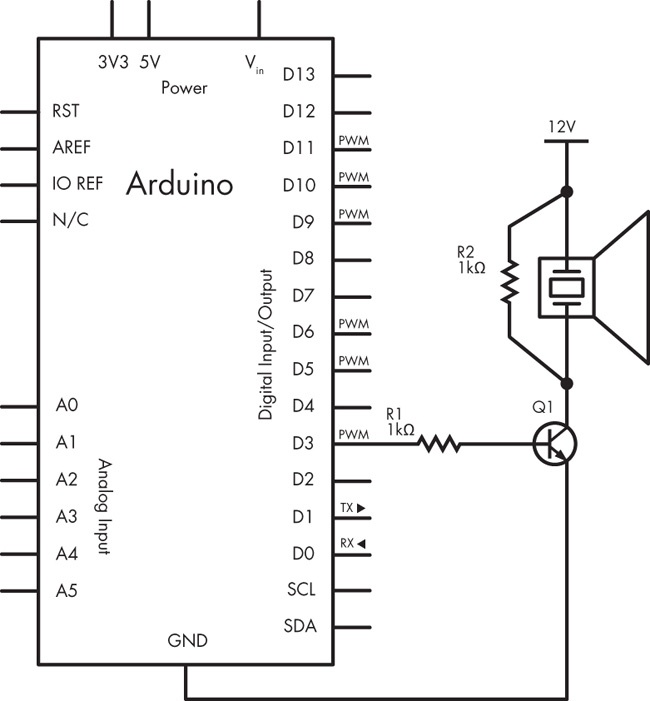 3V3 5V Vin
Power
Arduino
RST
AREF
IO REF
N/C
A0
A1
A2
A3
A4
A5
Analog Input
Digital Input/Output
D13
D12
D11 PWM
D10 PWM
D9 PWM
D8
D7
D6 PWM
D5 PWM
D4
D3 PWM
D2
D1 TX ▶
D0 RX ◀
SCL
SDA
GND
R1
1kΩ
12V
R2
1kΩ
Q1